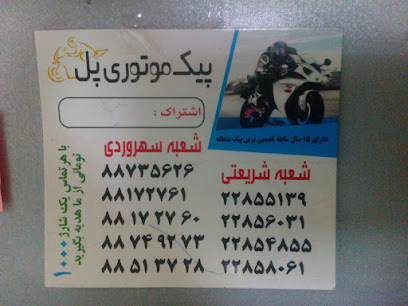 پیک موتوری پل
اشتراک :
دارای ۱۵ سال سابقه قدیمی ترین پیک منطقه
شعبه شریعتی
۲۲۸۵۵۱۳۹
۲۲۸۵۶۰۳۱
۲۲۸۵۴۸۵۵
۲۲۸۵۸۰۶۱
شعبه سهروردی
۸۸۷۳۵۶۲۶
۸۸۱۷۲۷۶۱
۸۸۱۷۲۷۶۰
۸۸۷۴۹۲۷۳
۸۸۵۱۳۷۲۸
با هر تماس یک شارژ ۱۰۰۰
تومانی از ما هدیه بگیرید